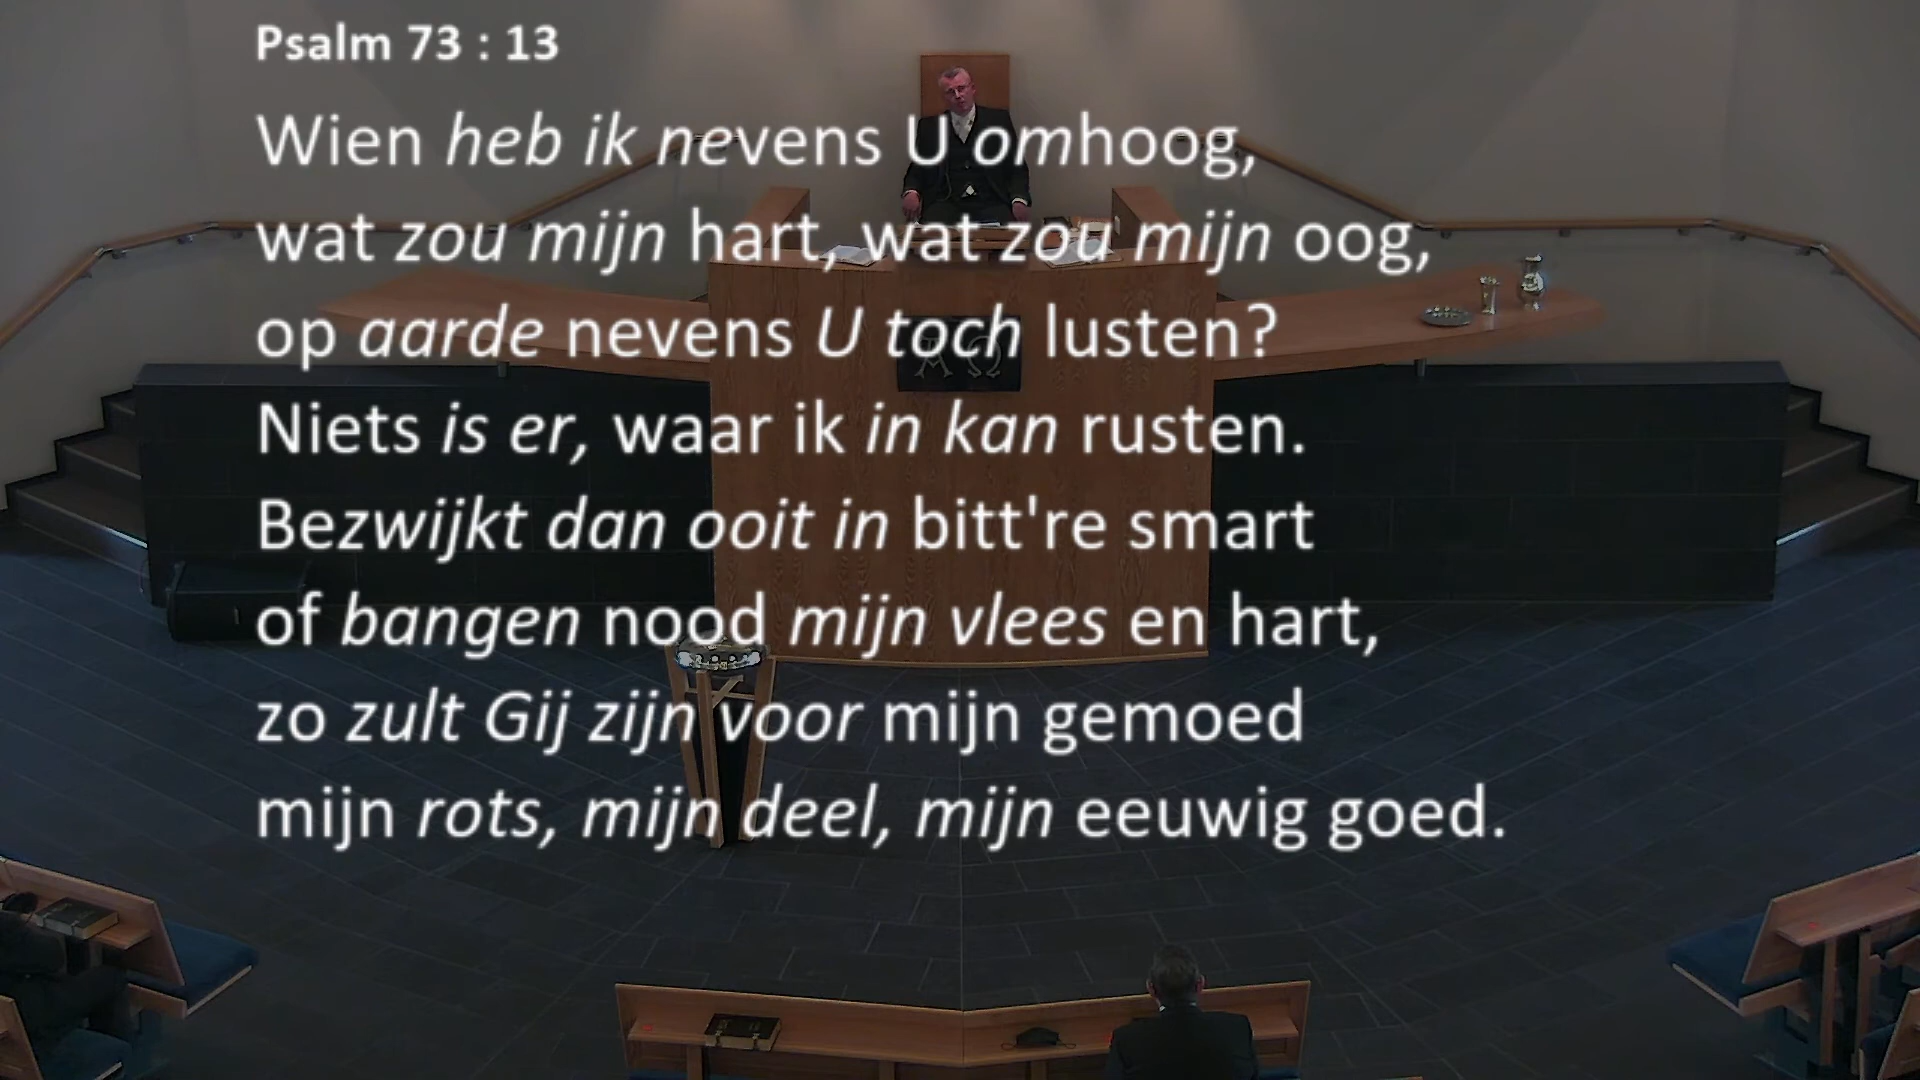 Psalm 73 : 13
Wien heb ik nevens U omhoog,
wat zou mijn hart, wat zou mijn oog,
op aarde nevens U toch lusten?
Niets is er, waar ik in kan rusten.
Bezwijkt dan ooit in bitt're smart
of bangen nood mijn vlees en hart,
zo zult Gij zijn voor mijn gemoed
mijn rots, mijn deel, mijn eeuwig goed.
Α Ω